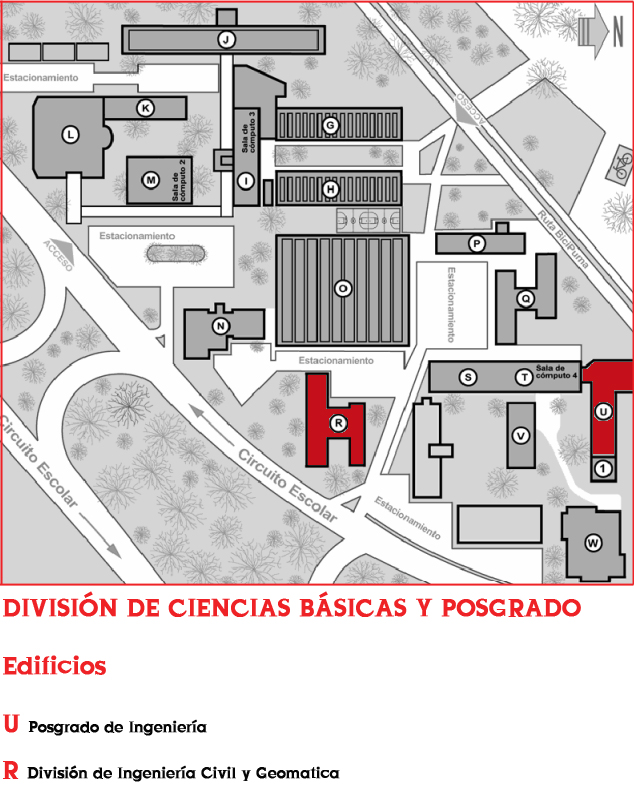 J
N
Estacionamiento
K
L
Sala de
cómputo 3
G
ACCESO
M
Sala de
cómputo 2
I
H
Ruta BiciPuma
Estacionamiento
ACCESO
P
Estacionamiento
O
Q
N
Estacionamiento
S
T
Sala de
cómputo 4
R
U
V
1
Circuito Escolar
Circuito Escolar
Estacionamiento
W
DIVISIÓN DE CIENCIAS BÁSICAS Y POSGRADO
Edificios
U Posgrado de Ingeniería
R División de Ingeniería Civil y Geomatica